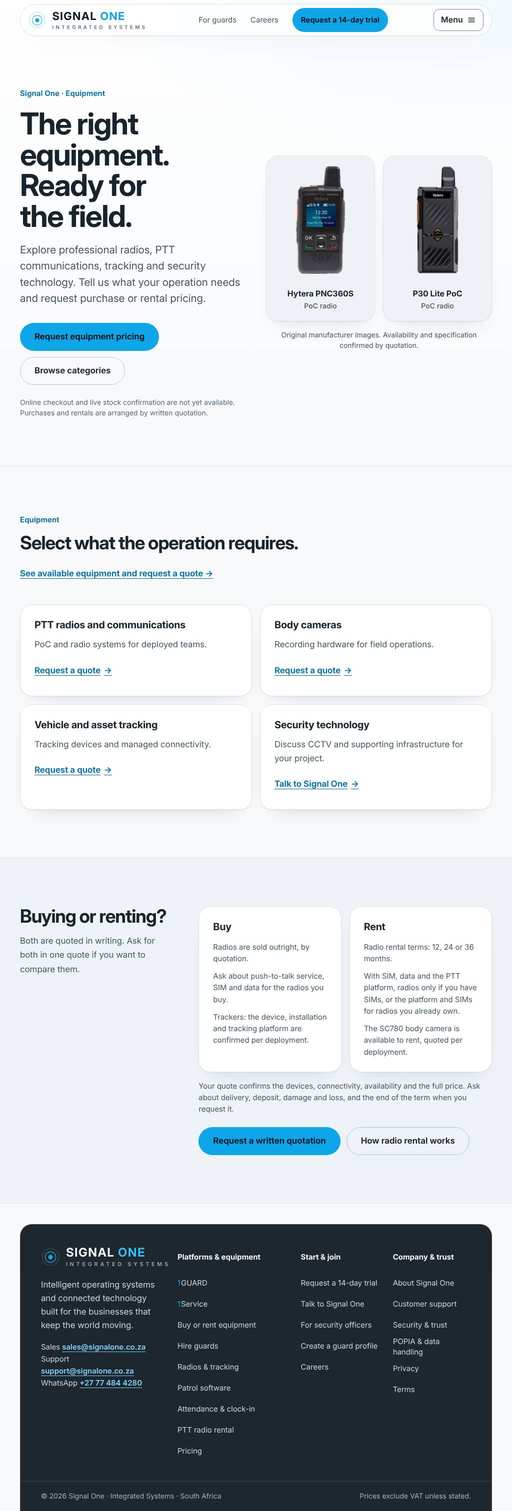 SIGNAL ONE
INTEGRATED SYSTEMS
For guards
Careers
Request a 14-day trial
Menu
Signal One · Equipment
The right
equipment.
Ready for
the field.
Explore professional radios, PTT
communications, tracking and security
technology. Tell us what your operation needs
and request purchase or rental pricing.
Request equipment pricing
Browse categories
Online checkout and live stock confirmation are not yet available.
Purchases and rentals are arranged by written quotation.
Hytera PNC360S
PoC radio
P30 Lite PoC
PoC radio
Original manufacturer images. Availability and specification
confirmed by quotation.
Equipment
Select what the operation requires.
See available equipment and request a quote →
PTT radios and communications
PoC and radio systems for deployed teams.
Request a quote →
Body cameras
Recording hardware for field operations.
Request a quote →
Vehicle and asset tracking
Tracking devices and managed connectivity.
Request a quote →
Security technology
Discuss CCTV and supporting infrastructure for
your project.
Talk to Signal One →
Buying or renting?
Both are quoted in writing. Ask for
both in one quote if you want to
compare them.
Buy
Radios are sold outright, by
quotation.
Ask about push-to-talk service,
SIM and data for the radios you
buy.
Trackers: the device, installation
and tracking platform are
confirmed per deployment.
Rent
Radio rental terms: 12, 24 or 36
months.
With SIM, data and the PTT
platform, radios only if you have
SIMs, or the platform and SIMs
for radios you already own.
The SC780 body camera is
available to rent, quoted per
deployment.
Your quote confirms the devices, connectivity, availability and the full price. Ask
about delivery, deposit, damage and loss, and the end of the term when you
request it.
Request a written quotation
How radio rental works
SIGNAL ONE
INTEGRATED SYSTEMS
Intelligent operating systems
and connected technology
built for the businesses that
keep the world moving.
Sales sales@signalone.co.za
Support
support@signalone.co.za
WhatsApp +27 77 484 4280
Platforms & equipment
1GUARD
1Service
Buy or rent equipment
Hire guards
Radios & tracking
Patrol software
Attendance & clock-in
PTT radio rental
Pricing
Start & join
Request a 14-day trial
Talk to Signal One
For security officers
Create a guard profile
Careers
Company & trust
About Signal One
Customer support
Security & trust
POPIA & data
handling
Privacy
Terms
© 2026 Signal One · Integrated Systems · South Africa
Prices exclude VAT unless stated.